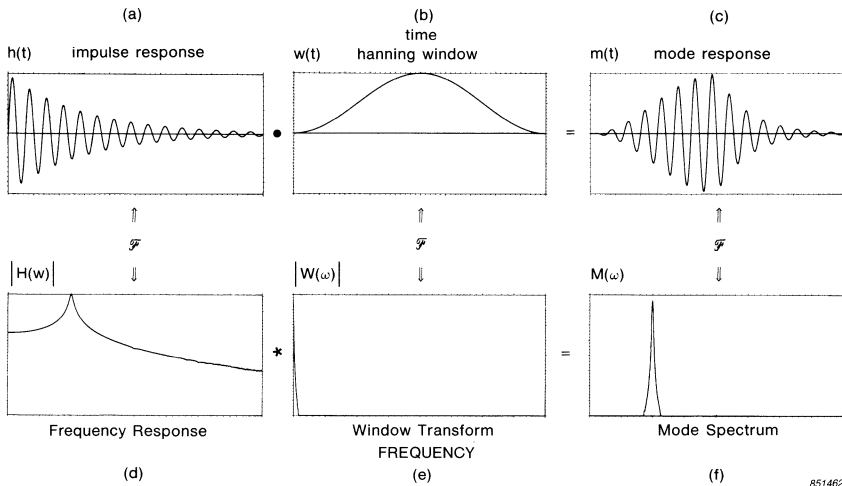 (a) (b) (c)
time
h(t) impulse response w(t) hanning window m(t) mode response
• =
⇑ ⇑ ⇑
ℱ ℱ ℱ
⇓ ⇓ ⇓
|H(w)| |W(ω)| M(ω)
* =
Frequency Response Window Transform Mode Spectrum
FREQUENCY
(d) (e) (f)
851462